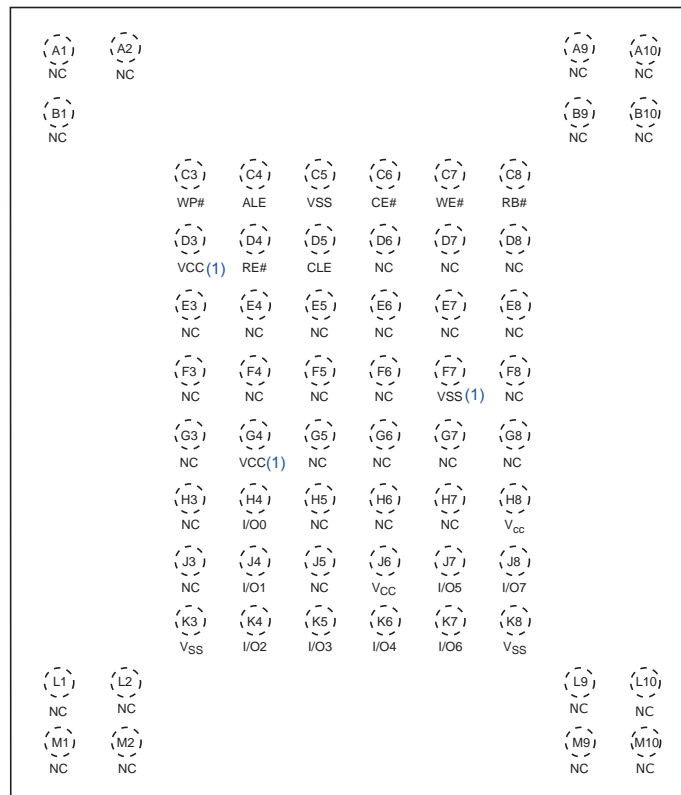 A1 A2 A9 A10
NC NC NC NC
B1 B9 B10
NC NC NC
C3 C4 C5 C6 C7 C8
WP# ALE VSS CE# WE# RB#
D3 D4 D5 D6 D7 D8
VCC(1) RE# CLE NC NC NC
E3 E4 E5 E6 E7 E8
NC NC NC NC NC NC
F3 F4 F5 F6 F7 F8
NC NC NC NC VSS(1) NC
G3 G4 G5 G6 G7 G8
NC VCC(1) NC NC NC NC
H3 H4 H5 H6 H7 H8
NC I/O0 NC NC NC Vcc
J3 J4 J5 J6 J7 J8
NC I/O1 NC VCC I/O5 I/O7
K3 K4 K5 K6 K7 K8
VSS I/O2 I/O3 I/O4 I/O6 VSS
L1 L2 L9 L10
NC NC NC NC
M1 M2 M9 M10
NC NC NC NC